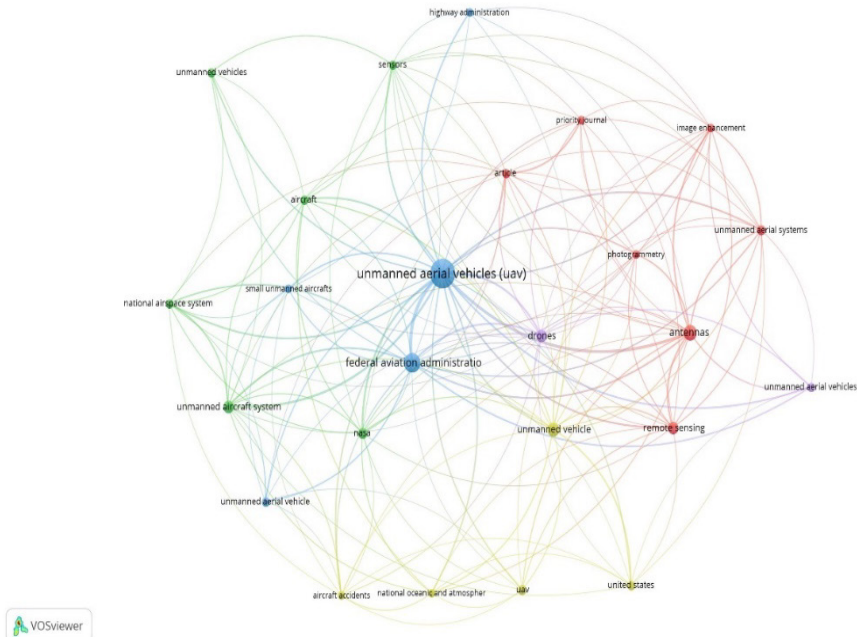 highway administration
sensors
unmanned vehicles
priority journal
image enhancement
article
aircraft
unmanned aerial systems
photogrammetry
unmanned aerial vehicles (uav)
small unmanned aircrafts
national airspace system
drones
antennas
federal aviation administratio
unmanned aerial vehicles
unmanned aircraft system
unmanned vehicle
remote sensing
nasa
unmanned aerial vehicle
united states
aircraft accidents
national oceanic and atmospher
uav
VOSviewer